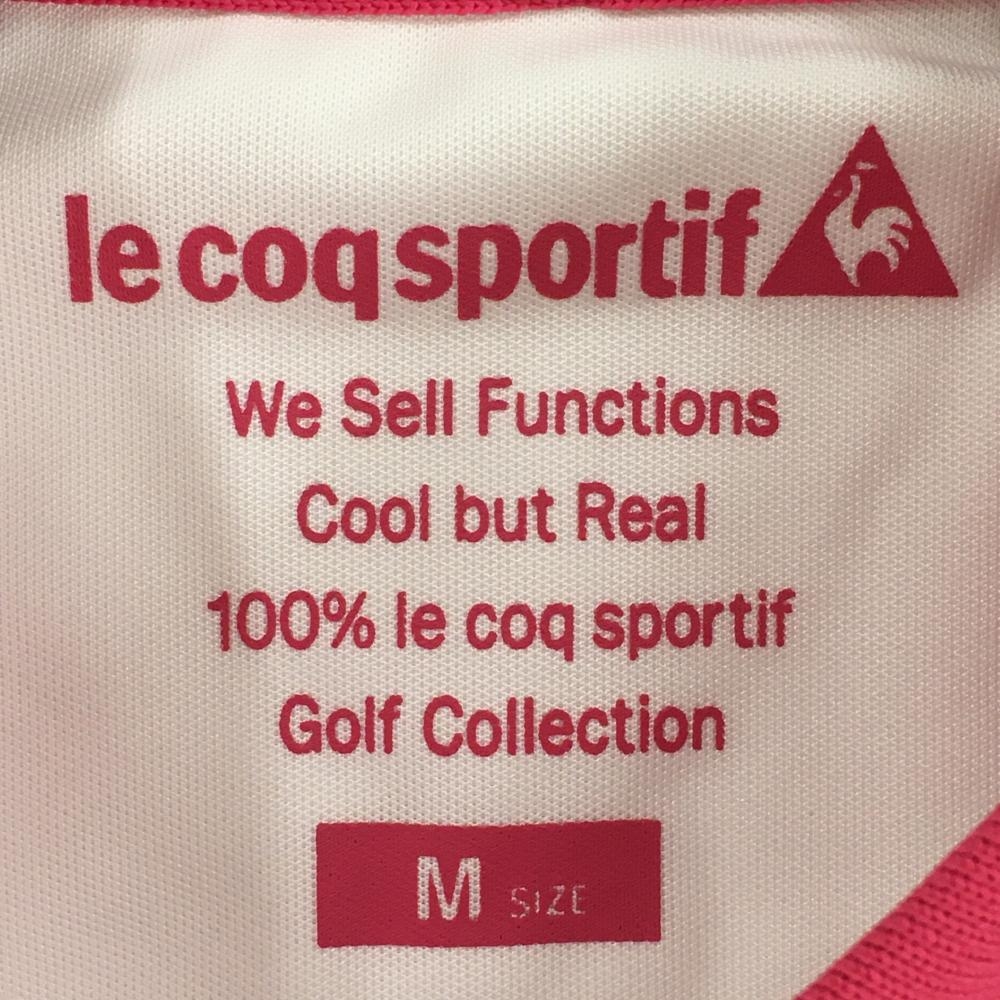 le coq sportif
We Sell Functions
Cool but Real
100% le coq sportif
Golf Collection
M SIZE